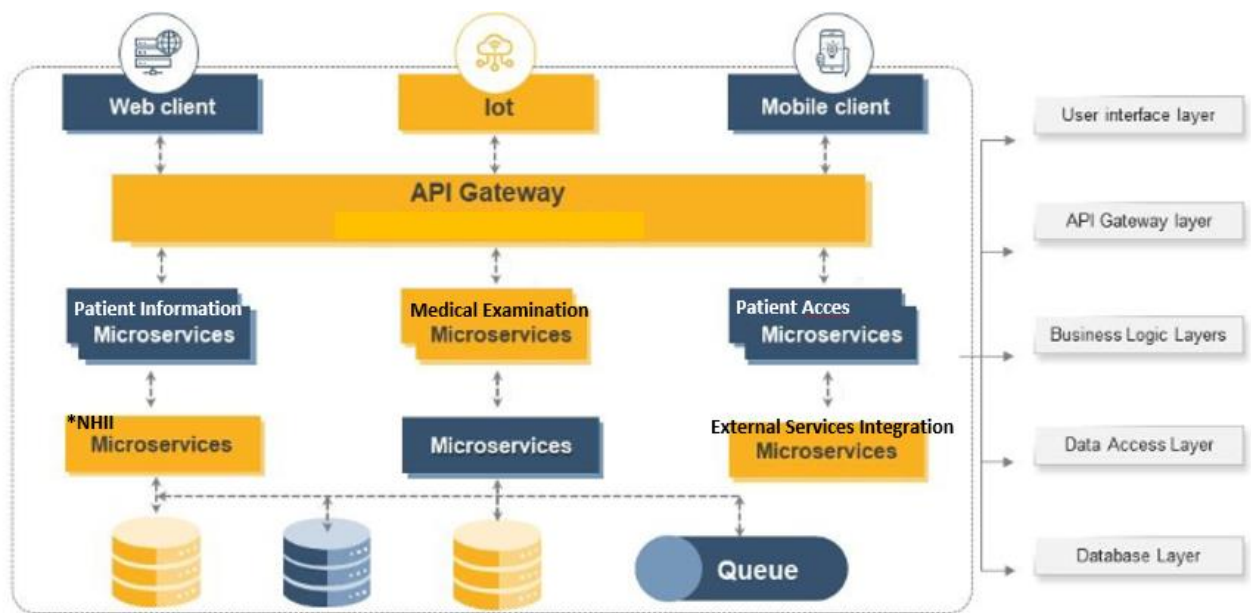 Web client
Iot
Mobile client
User interface layer
API Gateway
API Gateway layer
Patient Information
Microservices
Medical Examination
Microservices
Patient Acces
Microservices
Business Logic Layers
*NHII
Microservices
Microservices
External Services Integration
Microservices
Data Access Layer
Queue
Database Layer